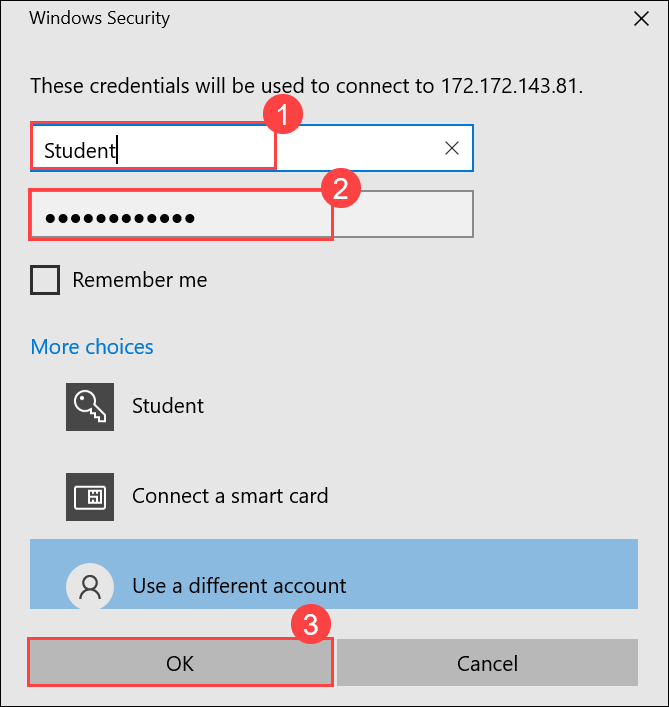 Windows Security
These credentials will be used to connect to 172.172.143.81.
1
Student
2
●●●●●●●●●●●●
Remember me
More choices
Student
Connect a smart card
Use a different account
3
OK
Cancel